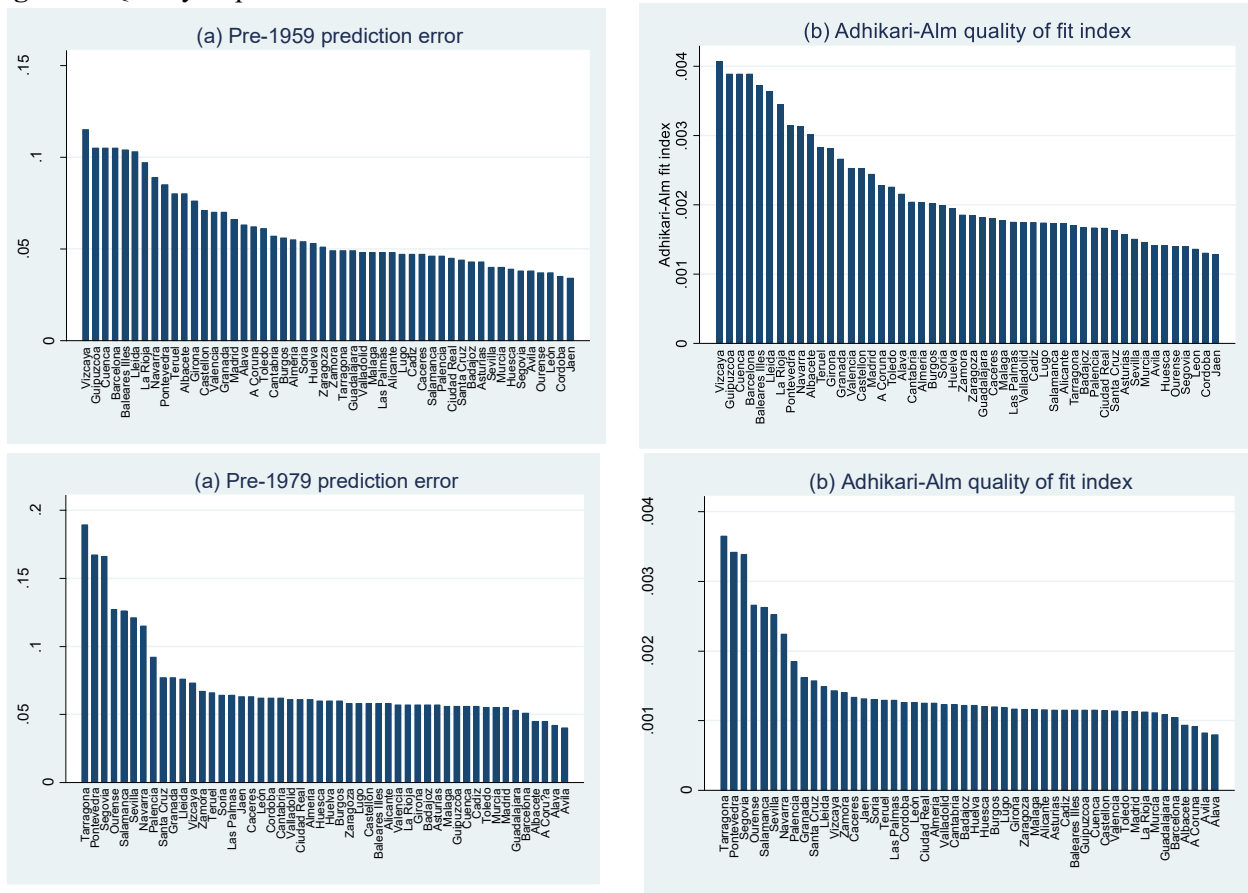 (a) Pre-1959 prediction error
.15
.1
.05
0
Vizcaya
Guipuzcoa
Cuenca
Barcelona
Baleares Illes
Lleida
La Rioja
Navarra
Pontevedra
Teruel
Albacete
Girona
Castellon
Valencia
Granada
Madrid
Alava
A Coruna
Toledo
Cantabria
Burgos
Almeria
Soria
Huelva
Zaragoza
Zamora
Tarragona
Guadalajara
Valladolid
Malaga
Las Palmas
Alicante
Lugo
Cadiz
Caceres
Salamanca
Palencia
Ciudad Real
Santa Cruz
Badajoz
Asturias
Sevilla
Murcia
Huesca
Segovia
Avila
Ourense
León
Cordoba
Jaen
(b) Adhikari-Alm quality of fit index
Adhikari-Alm fit index
.004
.003
.002
.001
0
Vizcaya
Guipuzcoa
Cuenca
Barcelona
Baleares Illes
Lleida
La Rioja
Pontevedra
Navarra
Albacete
Teruel
Girona
Granada
Valencia
Castellon
Madrid
A Coruna
Toledo
Alava
Cantabria
Almeria
Burgos
Soria
Huelva
Zamora
Zaragoza
Guadalajara
Caceres
Malaga
Las Palmas
Valladolid
Cadiz
Lugo
Salamanca
Alicante
Tarragona
Badajoz
Palencia
Ciudad Real
Santa Cruz
Asturias
Sevilla
Murcia
Avila
Huesca
Ourense
Segovia
Leon
Cordoba
Jaen
(a) Pre-1979 prediction error
.2
.15
.1
.05
0
Tarragona
Pontevedra
Segovia
Ourense
Salamanca
Sevilla
Navarra
Palencia
Santa Cruz
Granada
Lleida
Vizcaya
Zamora
Teruel
Soria
Las Palmas
Jaen
Caceres
León
Cordoba
Cantabria
Valladolid
Ciudad Real
Almeria
Huesca
Huelva
Burgos
Zaragoza
Lugo
Castellón
Baleares Illes
Alicante
Valencia
La Rioja
Girona
Badajoz
Asturias
Malaga
Guipuzcoa
Cuenca
Cadiz
Toledo
Murcia
Madrid
Guadalajara
Barcelona
Albacete
A Coru?a
Alava
Avila
(b) Adhikari-Alm quality of fit index
.004
.003
.002
.001
0
Tarragona
Pontevedra
Segovia
Ourense
Salamanca
Sevilla
Navarra
Palencia
Granada
Santa Cruz
Lleida
Vizcaya
Zamora
Caceres
Jaen
Soria
Teruel
Las Palmas
Cordoba
León
Ciudad Real
Almeria
Valladolid
Cantabria
Badajoz
Huelva
Huesca
Burgos
Lugo
Girona
Zaragoza
Malaga
Alicante
Asturias
Cadiz
Baleares Illes
Guipuzcoa
Cuenca
Castellon
Valencia
Toledo
Madrid
La Rioja
Murcia
Guadalajara
Barcelona
Albacete
A Coruna
Avila
Alava